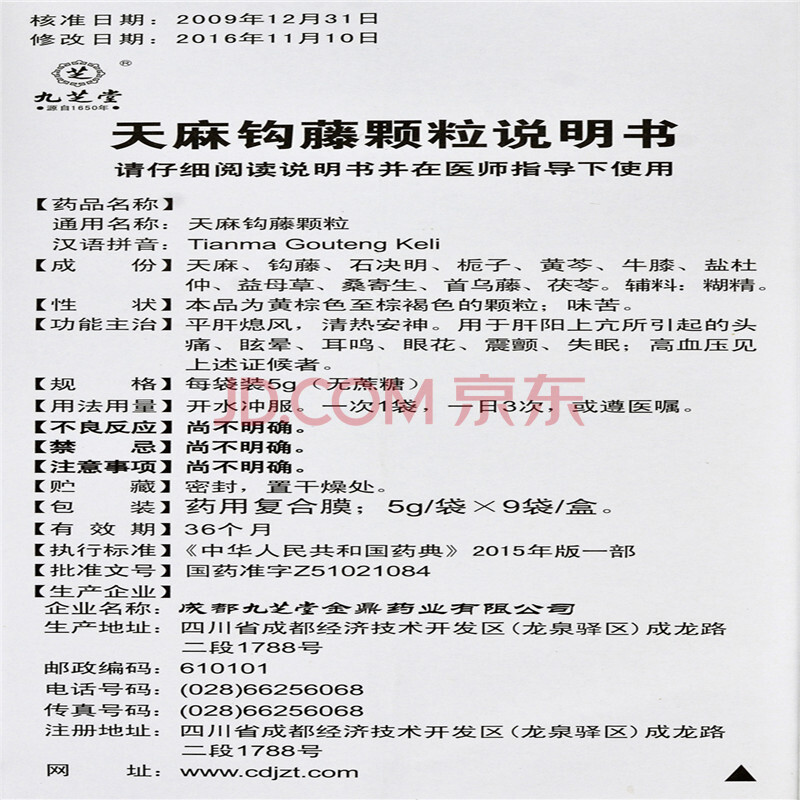 核准日期：2009年12月31日
修改日期：2016年11月10日
芝
®
九芝堂
●源自1650年●
天麻钩藤颗粒说明书
请仔细阅读说明书并在医师指导下使用
【药品名称】
通用名称：天麻钩藤颗粒
汉语拼音：Tianma Gouteng Keli
【成份】天麻、钩藤、石决明、栀子、黄芩、牛膝、盐杜
仲、益母草、桑寄生、首乌藤、茯苓。辅料：糊精。
【性状】本品为黄棕色至棕褐色的颗粒；味苦。
【功能主治】平肝熄风，清热安神。用于肝阳上亢所引起的头
痛、眩晕、耳鸣、眼花、震颤、失眠；高血压见
上述证候者。
【规格】每袋装5g（无蔗糖）
JD.COM 京东
【用法用量】开水冲服。一次1袋，一日3次，或遵医嘱。
【不良反应】尚不明确。
【禁忌】尚不明确。
【注意事项】尚不明确。
【贮藏】密封，置干燥处。
【包装】药用复合膜；5g/袋×9袋/盒。
【有效期】36个月
【执行标准】《中华人民共和国药典》2015年版一部
【批准文号】国药准字Z51021084
【生产企业】
企业名称：成都九芝堂金鼎药业有限公司
生产地址：四川省成都经济技术开发区(龙泉驿区)成龙路
二段1788号
邮政编码：610101
电话号码：(028)66256068
传真号码：(028)66256068
注册地址：四川省成都经济技术开发区(龙泉驿区)成龙路
二段1788号
网址：www.cdjzt.com